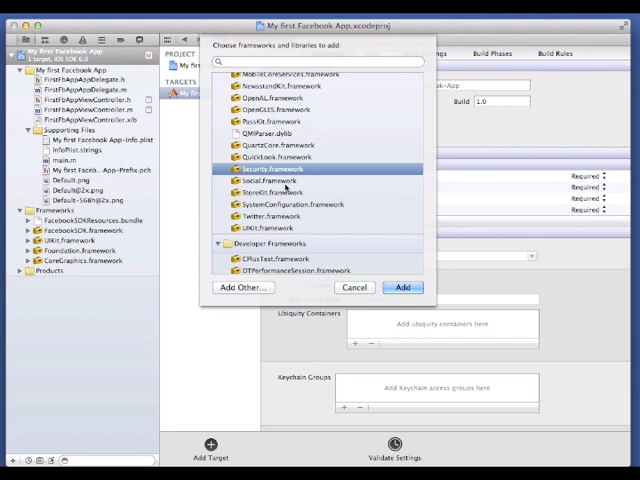 My first Facebook App.xcodeproj
Choose frameworks and libraries to add:
MobileCoreServices.framework
NewsstandKit.framework
OpenAL.framework
OpenGLES.framework
PassKit.framework
QMIParser.dylib
QuartzCore.framework
QuickLook.framework
Security.framework
Social.framework
StoreKit.framework
SystemConfiguration.framework
Twitter.framework
UIKit.framework
Developer Frameworks
CPlusTest.framework
DTPerformanceSession.framework
Add Other...
Cancel
Add
My first Facebook App
1 target, iOS SDK 6.0
M
My first Facebook App
FirstFbAppAppDelegate.h
FirstFbAppAppDelegate.m
FirstFbAppViewController.h
FirstFbAppViewController.m
FirstFbAppViewController.xib
Supporting Files
My first Facebook App-Info.plist
InfoPlist.strings
main.m
My first Faceb...App-Prefix.pch
Default.png
Default@2x.png
Default-568h@2x.png
Frameworks
FacebookSDKResources.bundle
FacebookSDK.framework
UIKit.framework
Foundation.framework
CoreGraphics.framework
Products
PROJECT
TARGETS
Build Phases
Build Rules
Build
1.0
Required
Required
Required
Required
Ubiquity Containers
Add ubiquity containers here
Keychain Groups
Add Keychain access groups here
Add Target
Validate Settings